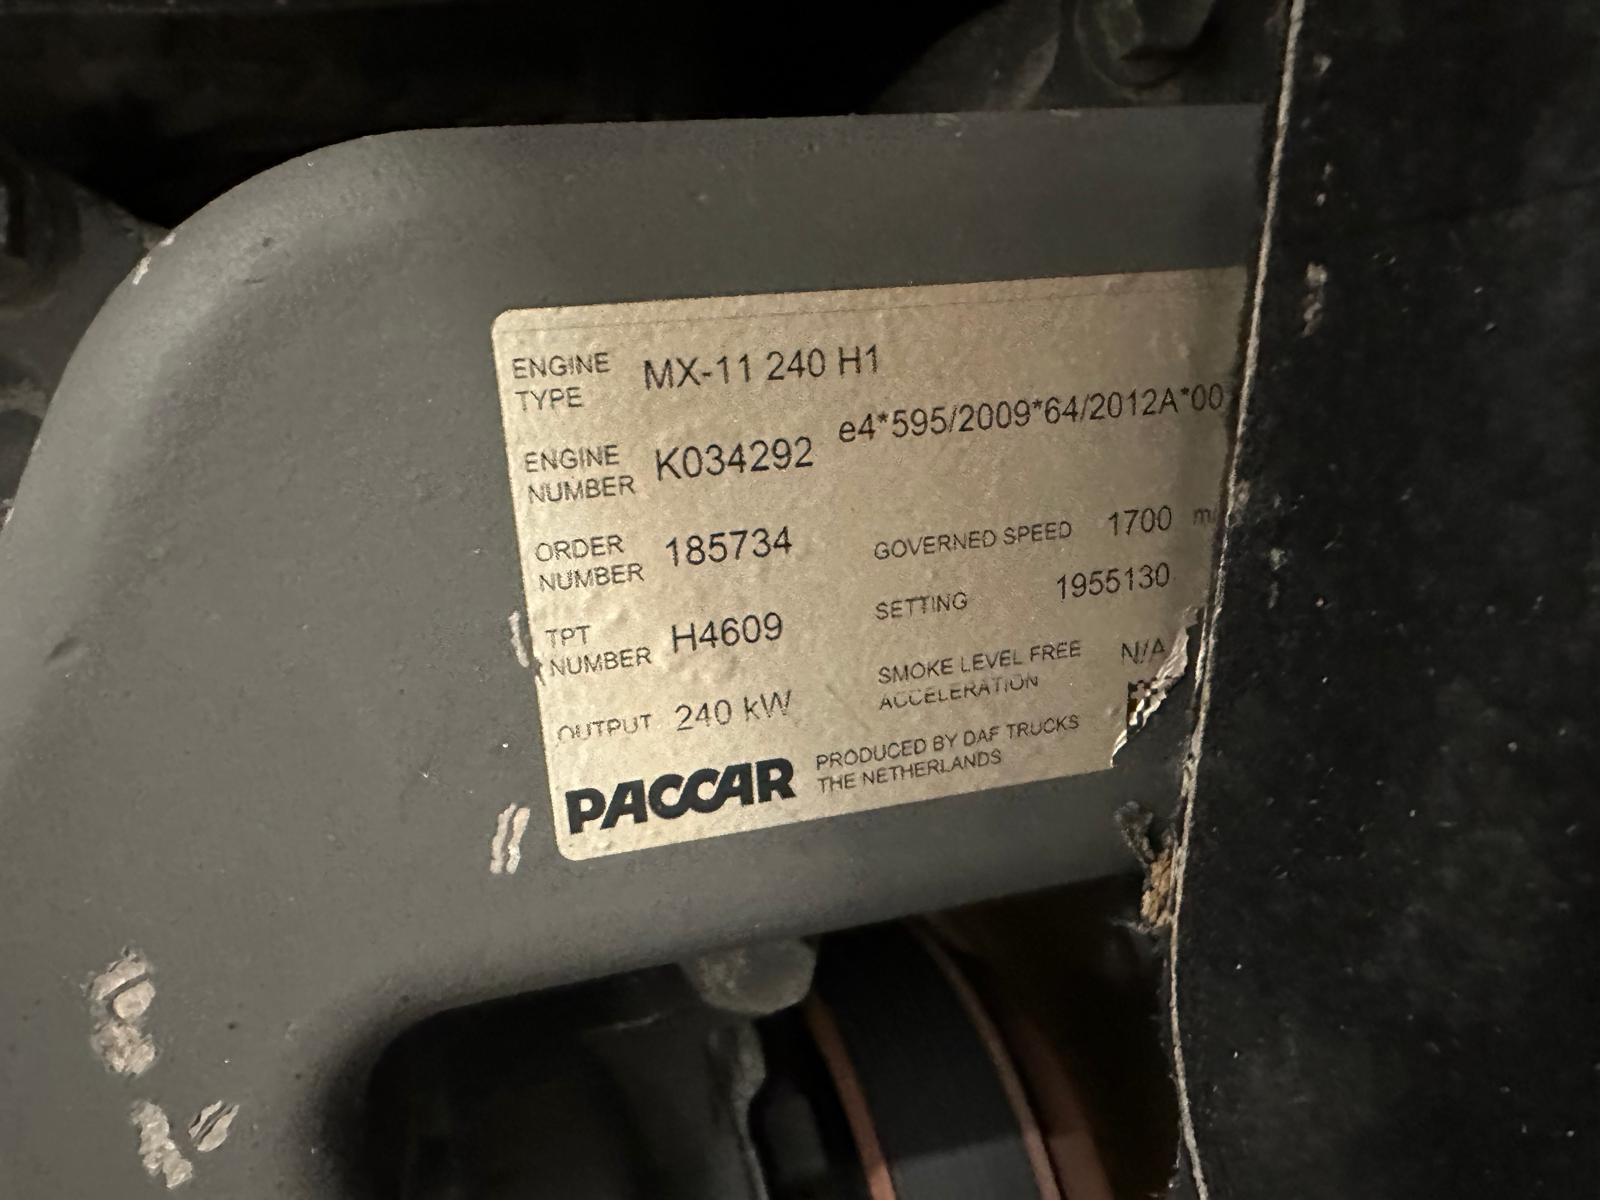 ENGINE TYPE MX-11 240 H1
ENGINE NUMBER K034292 e4*595/2009*64/2012A*00
ORDER NUMBER 185734 GOVERNED SPEED 1700
TPT NUMBER H4609 SETTING 1955130
OUTPUT 240 kW SMOKE LEVEL FREE ACCELERATION N/A
PACCAR PRODUCED BY DAF TRUCKS
THE NETHERLANDS